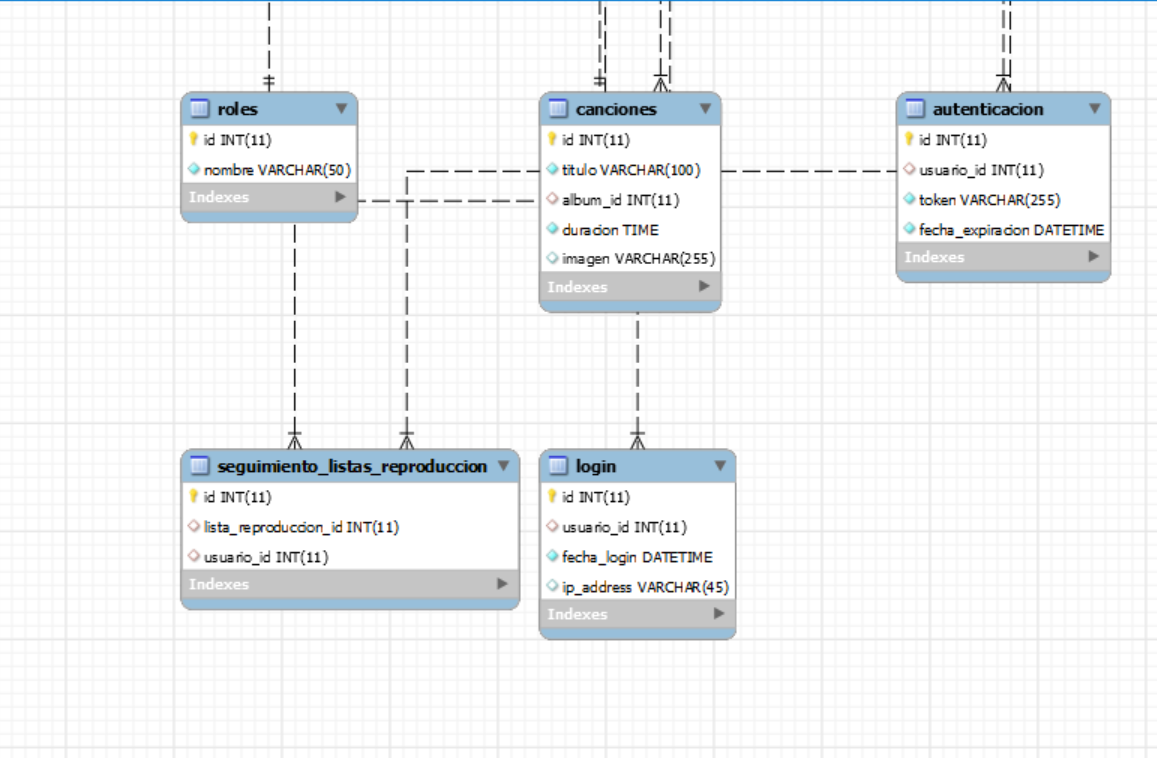 roles
id INT(11)
nombre VARCHAR(50)
Indexes
canciones
id INT(11)
titulo VARCHAR(100)
album_id INT(11)
duracion TIME
imagen VARCHAR(255)
Indexes
autenticacion
id INT(11)
usuario_id INT(11)
token VARCHAR(255)
fecha_expiracion DATETIME
Indexes
seguimiento_listas_reproduccion
id INT(11)
lista_reproduccion_id INT(11)
usuario_id INT(11)
Indexes
login
id INT(11)
usuario_id INT(11)
fecha_login DATETIME
ip_address VARCHAR(45)
Indexes